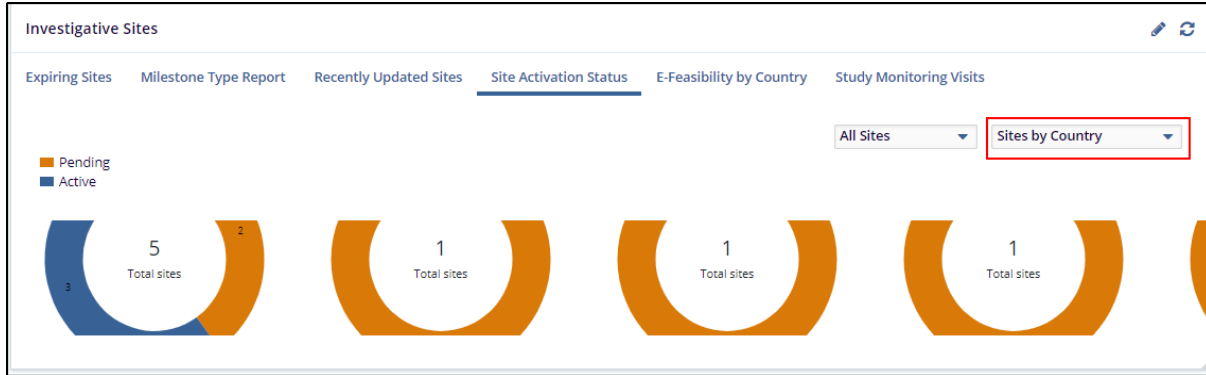 Investigative Sites
Expiring Sites Milestone Type Report Recently Updated Sites Site Activation Status E-Feasibility by Country Study Monitoring Visits
All Sites Sites by Country
Pending
Active
2
5 1 1 1
Total sites Total sites Total sites Total sites
3